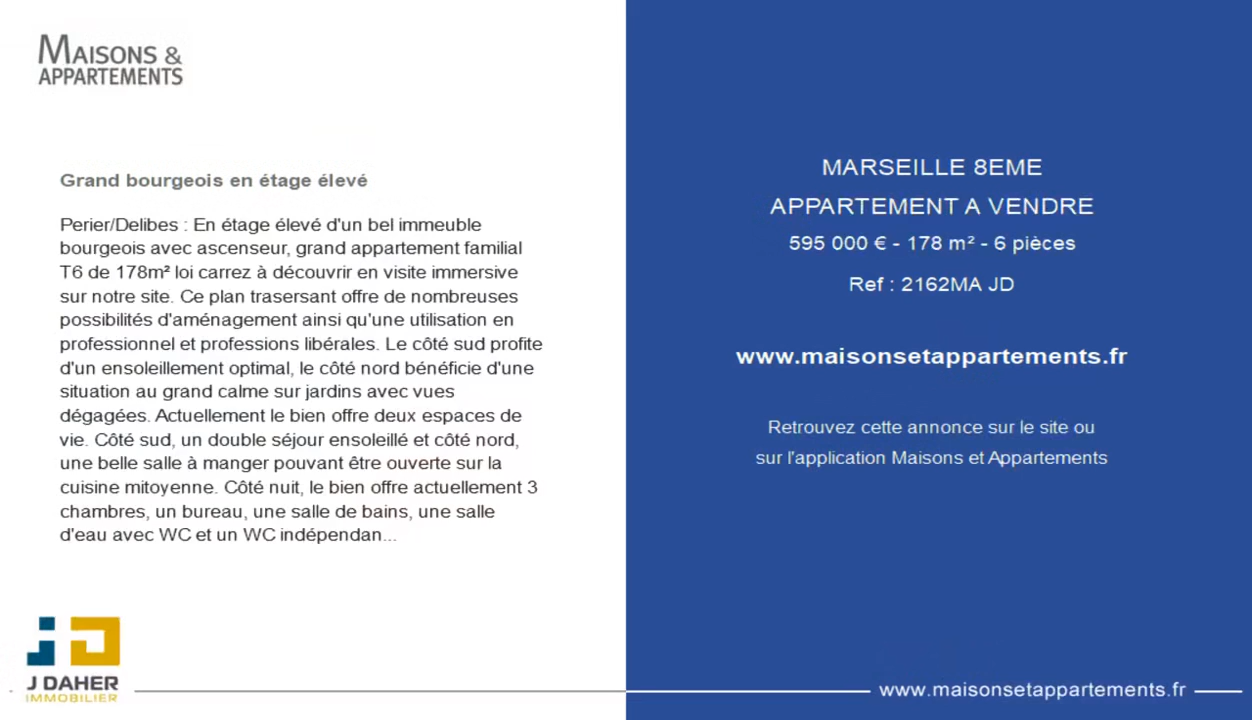 MAISONS &
APPARTEMENTS
Grand bourgeois en étage élevé
Perier/Delibes : En étage élevé d'un bel immeuble
bourgeois avec ascenseur, grand appartement familial
T6 de 178m² loi carrez à découvrir en visite immersive
sur notre site. Ce plan trasersant offre de nombreuses
possibilités d'aménagement ainsi qu'une utilisation en
professionnel et professions libérales. Le côté sud profite
d'un ensoleillement optimal, le côté nord bénéficie d'une
situation au grand calme sur jardins avec vues
dégagées. Actuellement le bien offre deux espaces de
vie. Côté sud, un double séjour ensoleillé et côté nord,
une belle salle à manger pouvant être ouverte sur la
cuisine mitoyenne. Côté nuit, le bien offre actuellement 3
chambres, un bureau, une salle de bains, une salle
d'eau avec WC et un WC indépendan...
J DAHER
IMMOBILIER
MARSEILLE 8EME
APPARTEMENT A VENDRE
595 000 € - 178 m² - 6 pièces
Ref : 2162MA JD
www.maisonsetappartements.fr
Retrouvez cette annonce sur le site ou
sur l'application Maisons et Appartements
www.maisonsetappartements.fr